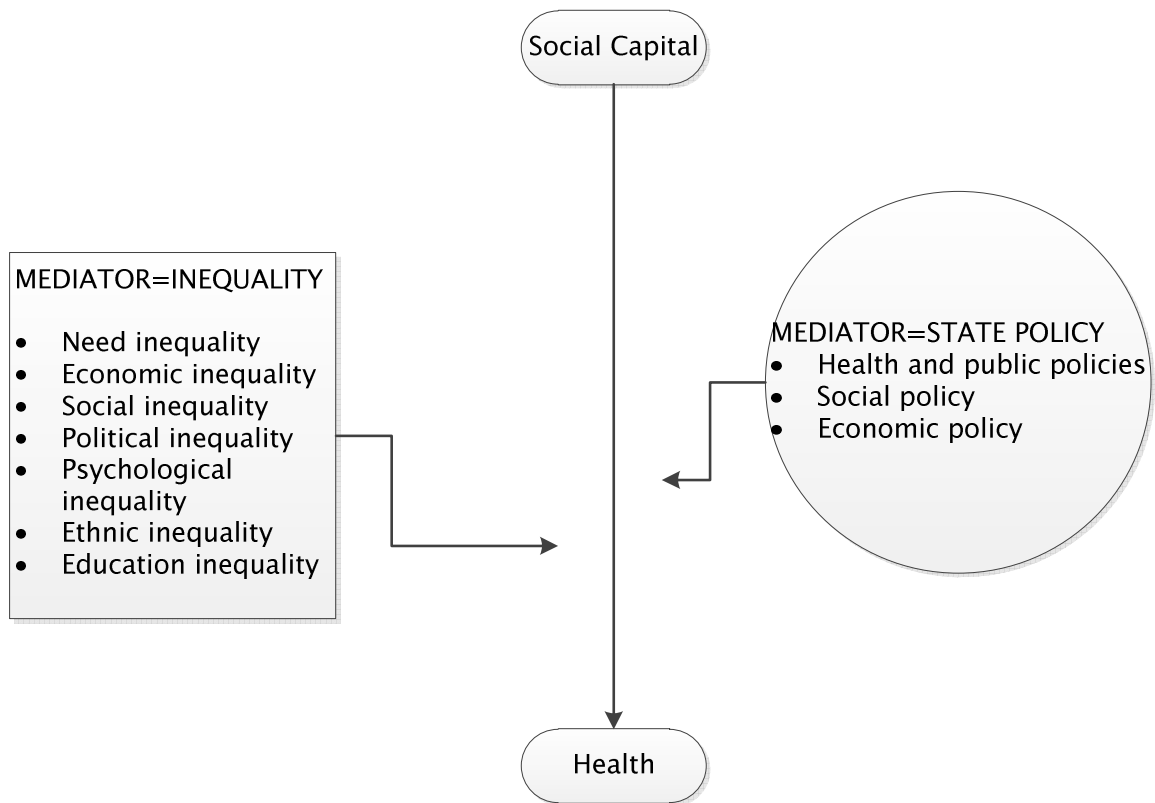 Social Capital
MEDIATOR=INEQUALITY
• Need inequality
• Economic inequality
• Social inequality
• Political inequality
• Psychological
inequality
• Ethnic inequality
• Education inequality
MEDIATOR=STATE POLICY
• Health and public policies
• Social policy
• Economic policy
Health